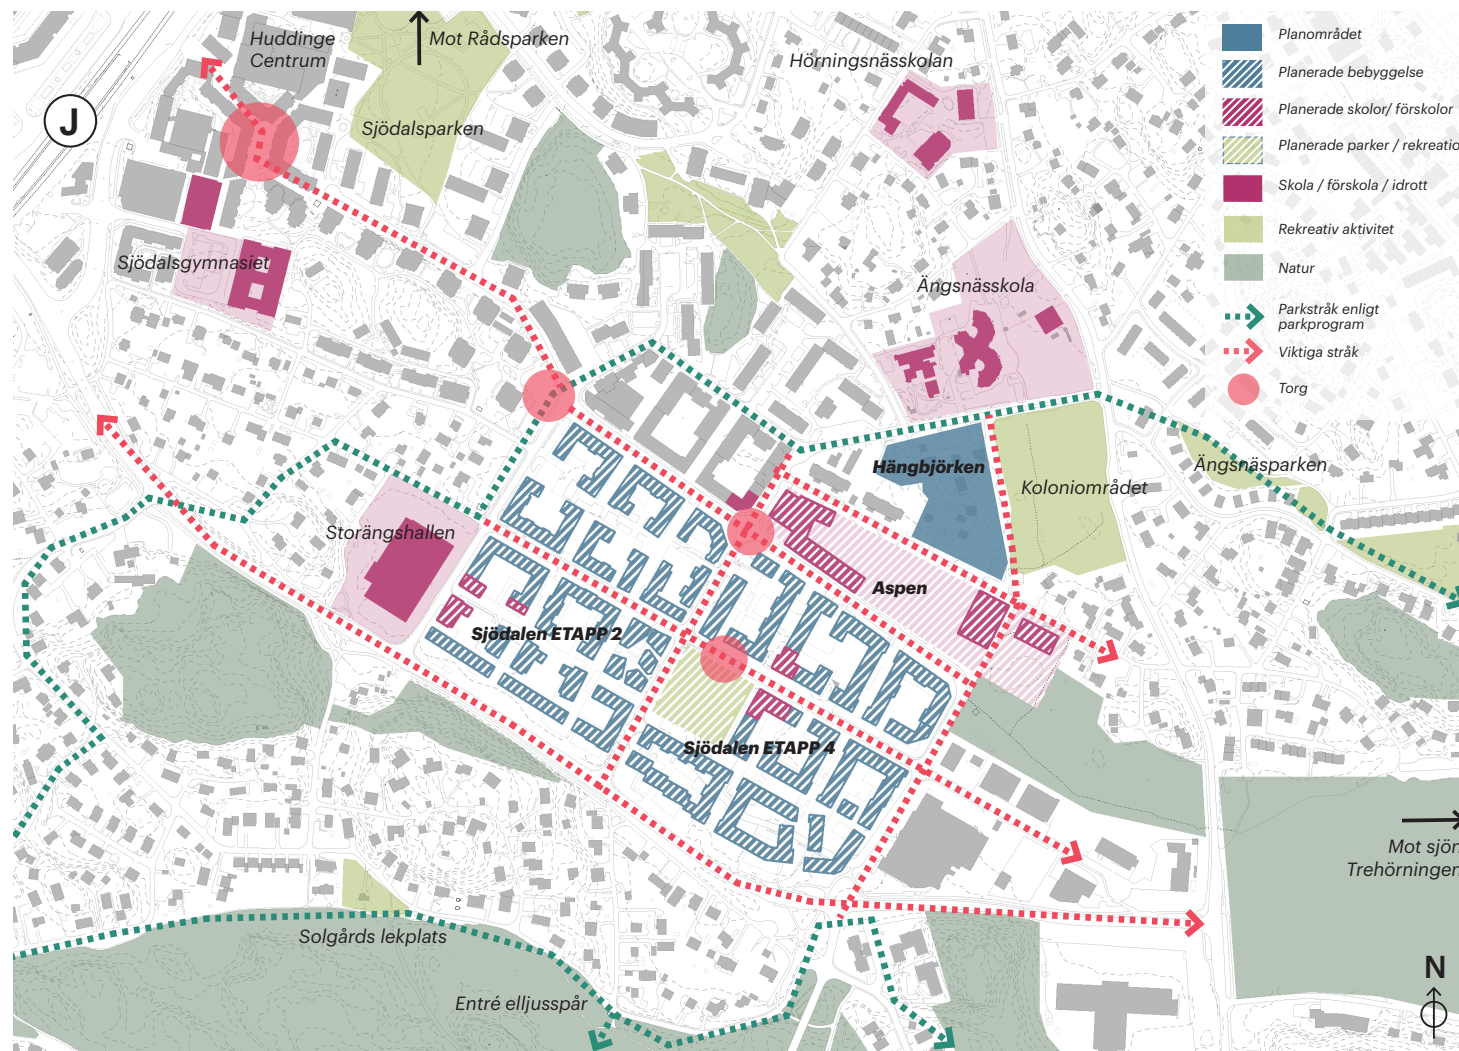 Huddinge
Centrum
Mot Rådsparken
J
Sjödalsparken
Hörningsnässkolan
Planområdet
Planerade bebyggelse
Planerade skolor/ förskolor
Planerade parker / rekreatio
Skola / förskola / idrott
Rekreativ aktivitet
Natur
Parkstråk enligt
parkprogram
Viktiga stråk
Torg
Sjödalsgymnasiet
Ängsnässkola
Hängbjörken
Koloniområdet
Ängsnäsparken
Storängshallen
Aspen
Sjödalen ETAPP 2
Sjödalen ETAPP 4
Mot sjön
Trehörningen
Solgårds lekplats
Entré elljusspår
N